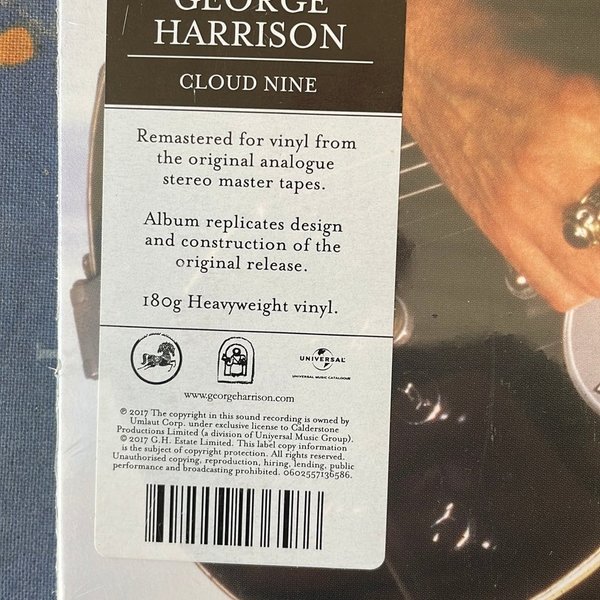 GEORGE
HARRISON
CLOUD NINE
Remastered for vinyl from
the original analogue
stereo master tapes.
Album replicates design
and construction of the
original release.
180g Heavyweight vinyl.
UNIVERSAL
UNIVERSAL MUSIC CATALOGUE
www.georgeharrison.com
℗ 2017 The copyright in this sound recording is owned by
Umlaut Corp. under exclusive license to Calderstone
Productions Limited (a division of Universal Music Group).
© 2017 G.H. Estate Limited. This label copy information
is the subject of copyright protection. All rights reserved.
Unauthorised copying, reproduction, hiring, lending, public
performance and broadcasting prohibited. 0602557136586.